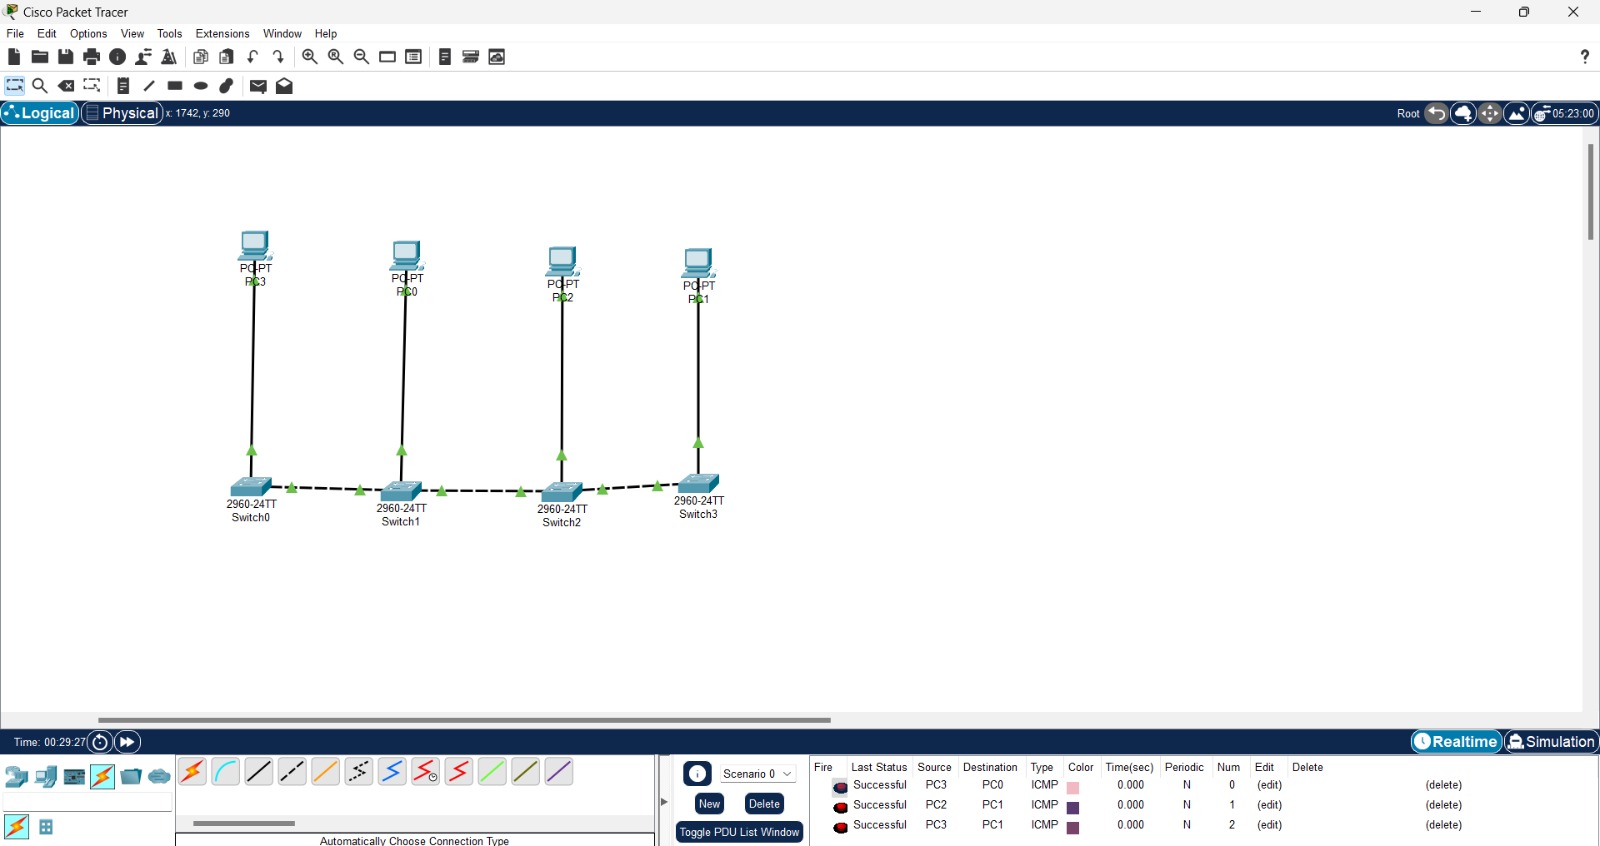 Cisco Packet Tracer
File Edit Options View Tools Extensions Window Help
?
Logical Physical x: 1742, y: 290 Root 05:23:00
PC-PT
PC3
PC-PT
PC0
PC-PT
PC2
PC-PT
PC1
2960-24TT
Switch0
2960-24TT
Switch1
2960-24TT
Switch2
2960-24TT
Switch3
Time: 00:29:27 Realtime Simulation
Scenario 0
New Delete
Toggle PDU List Window
Automatically Choose Connection Type
Fire Last Status Source Destination Type Color Time(sec) Periodic Num Edit Delete
Successful PC3 PC0 ICMP 0.000 N 0 (edit) (delete)
Successful PC2 PC1 ICMP 0.000 N 1 (edit) (delete)
Successful PC3 PC1 ICMP 0.000 N 2 (edit) (delete)